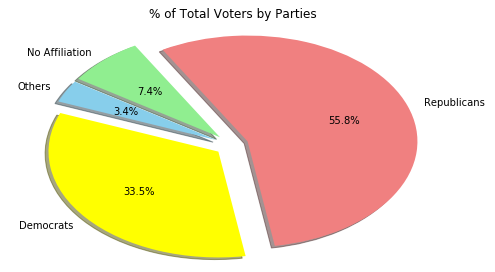 % of Total Voters by Parties
No Affiliation
7.4%
Others
3.4%
Republicans
55.8%
33.5%
Democrats